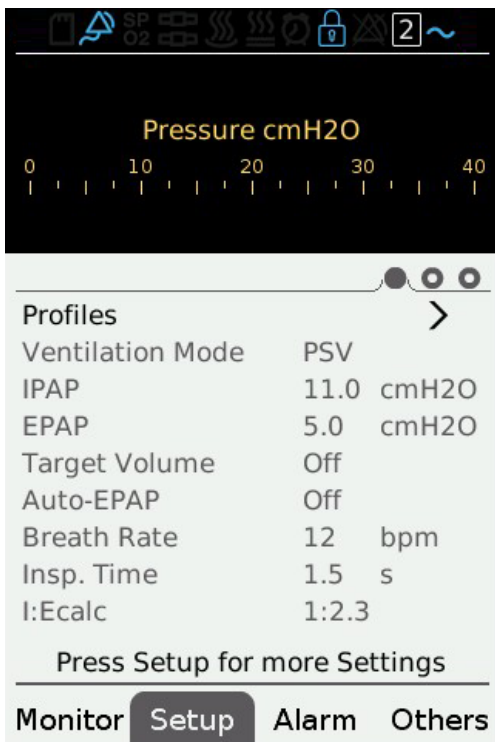 SP
O2
2
Pressure cmH2O
0 10 20 30 40
Profiles
Ventilation Mode PSV
IPAP 11.0 cmH2O
EPAP 5.0 cmH2O
Target Volume Off
Auto-EPAP Off
Breath Rate 12 bpm
Insp. Time 1.5 s
I:Ecalc 1:2.3
Press Setup for more Settings
Monitor Setup Alarm Others